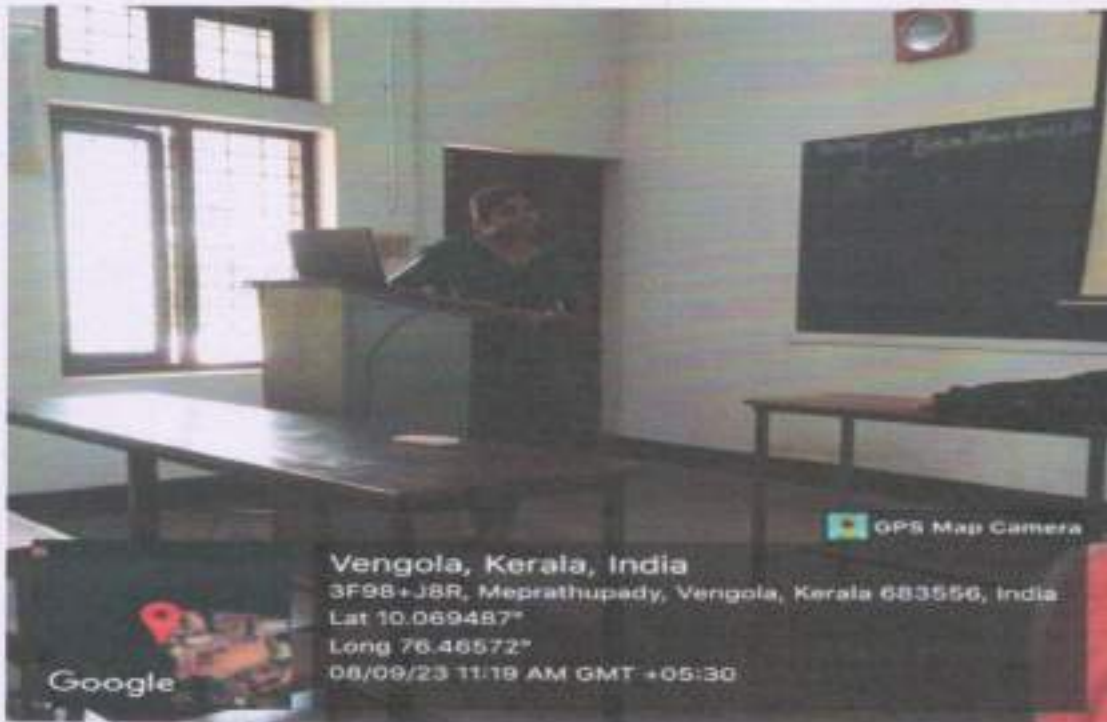 GPS Map Camera
Vengola, Kerala, India
3F98+J8R, Meprathupady, Vengola, Kerala 683556, India
Lat 10.069487°
Long 76.46572°
08/09/23 11:19 AM GMT +05:30
Google